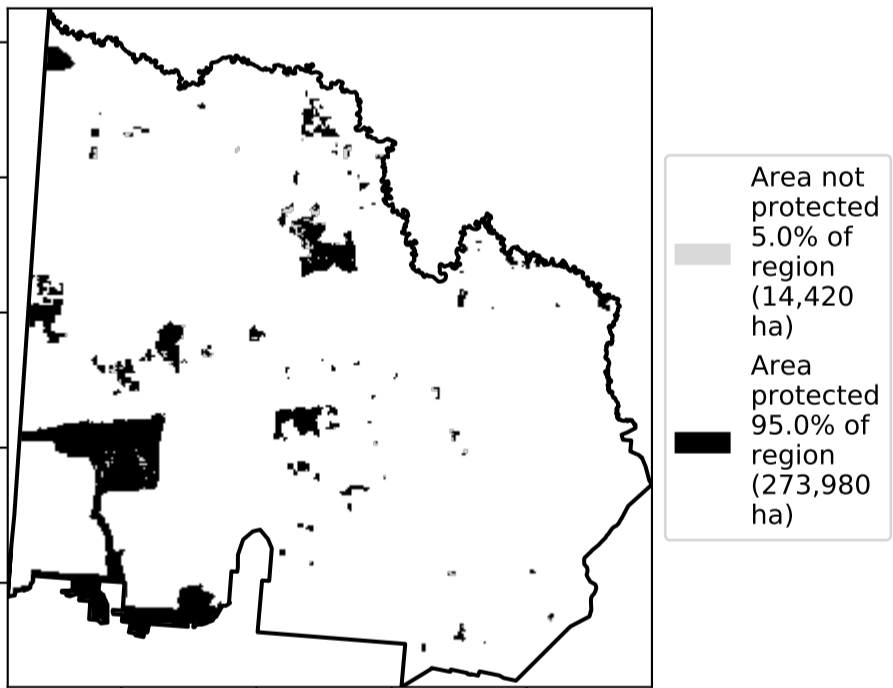 Area not
protected
5.0% of
region
(14,420
ha)
Area
protected
95.0% of
region
(273,980
ha)